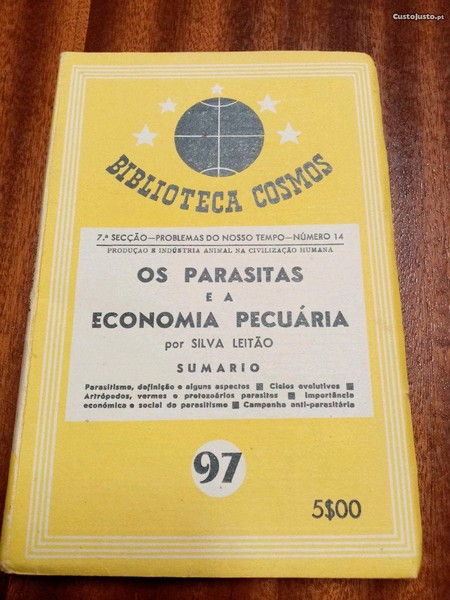 CustoJusto.pt
BIBLIOTECA COSMOS
7.ª SECÇÃO—PROBLEMAS DO NOSSO TEMPO—NÚMERO 14
PRODUÇÃO E INDÚSTRIA ANIMAL NA CIVILIZAÇÃO HUMANA
OS PARASITAS
E A
ECONOMIA PECUÁRIA
por SILVA LEITÃO
SUMARIO
Parasitismo, definição e alguns aspectos ■ Ciclos evolutivos ■
Artrópodos, vermes e protozoários parasitas ■ Importância
económica e social do parasitismo ■ Campanha anti-parasitária
97
5$00